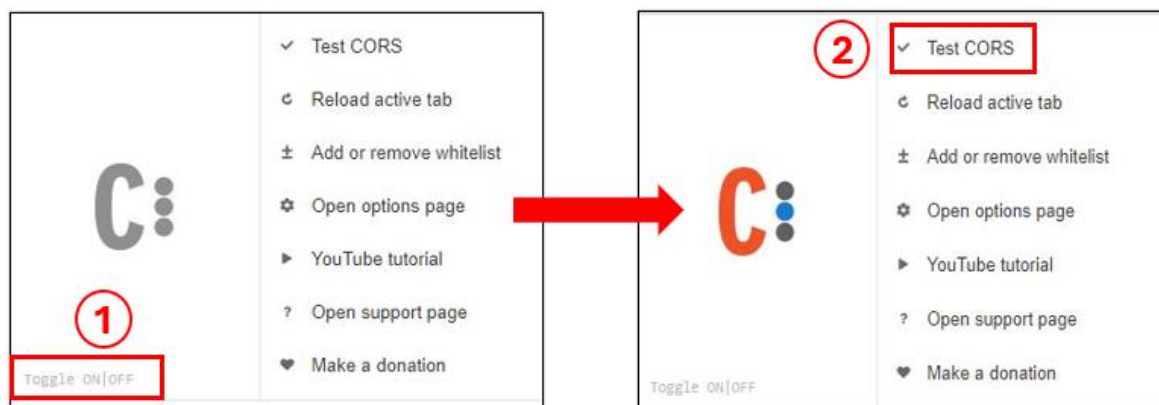 Test CORS
Reload active tab
Add or remove whitelist
Open options page
YouTube tutorial
? Open support page
Make a donation
C
1
Toggle ON|OFF
2
Test CORS
Reload active tab
Add or remove whitelist
Open options page
YouTube tutorial
? Open support page
Make a donation
C
Toggle ON|OFF